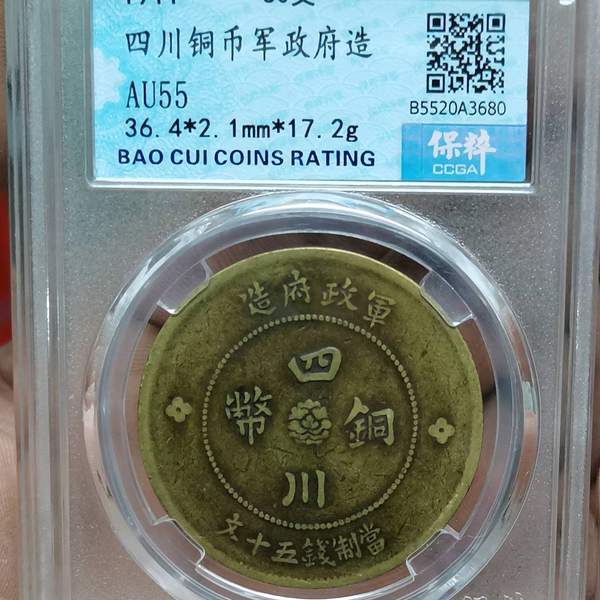 四川铜币军政府造
AU55
36.4*2.1mm*17.2g
BAO CUI COINS RATING
B5520A3680
保粹
CCGA
軍政府造
四川銅幣
當制錢五十文